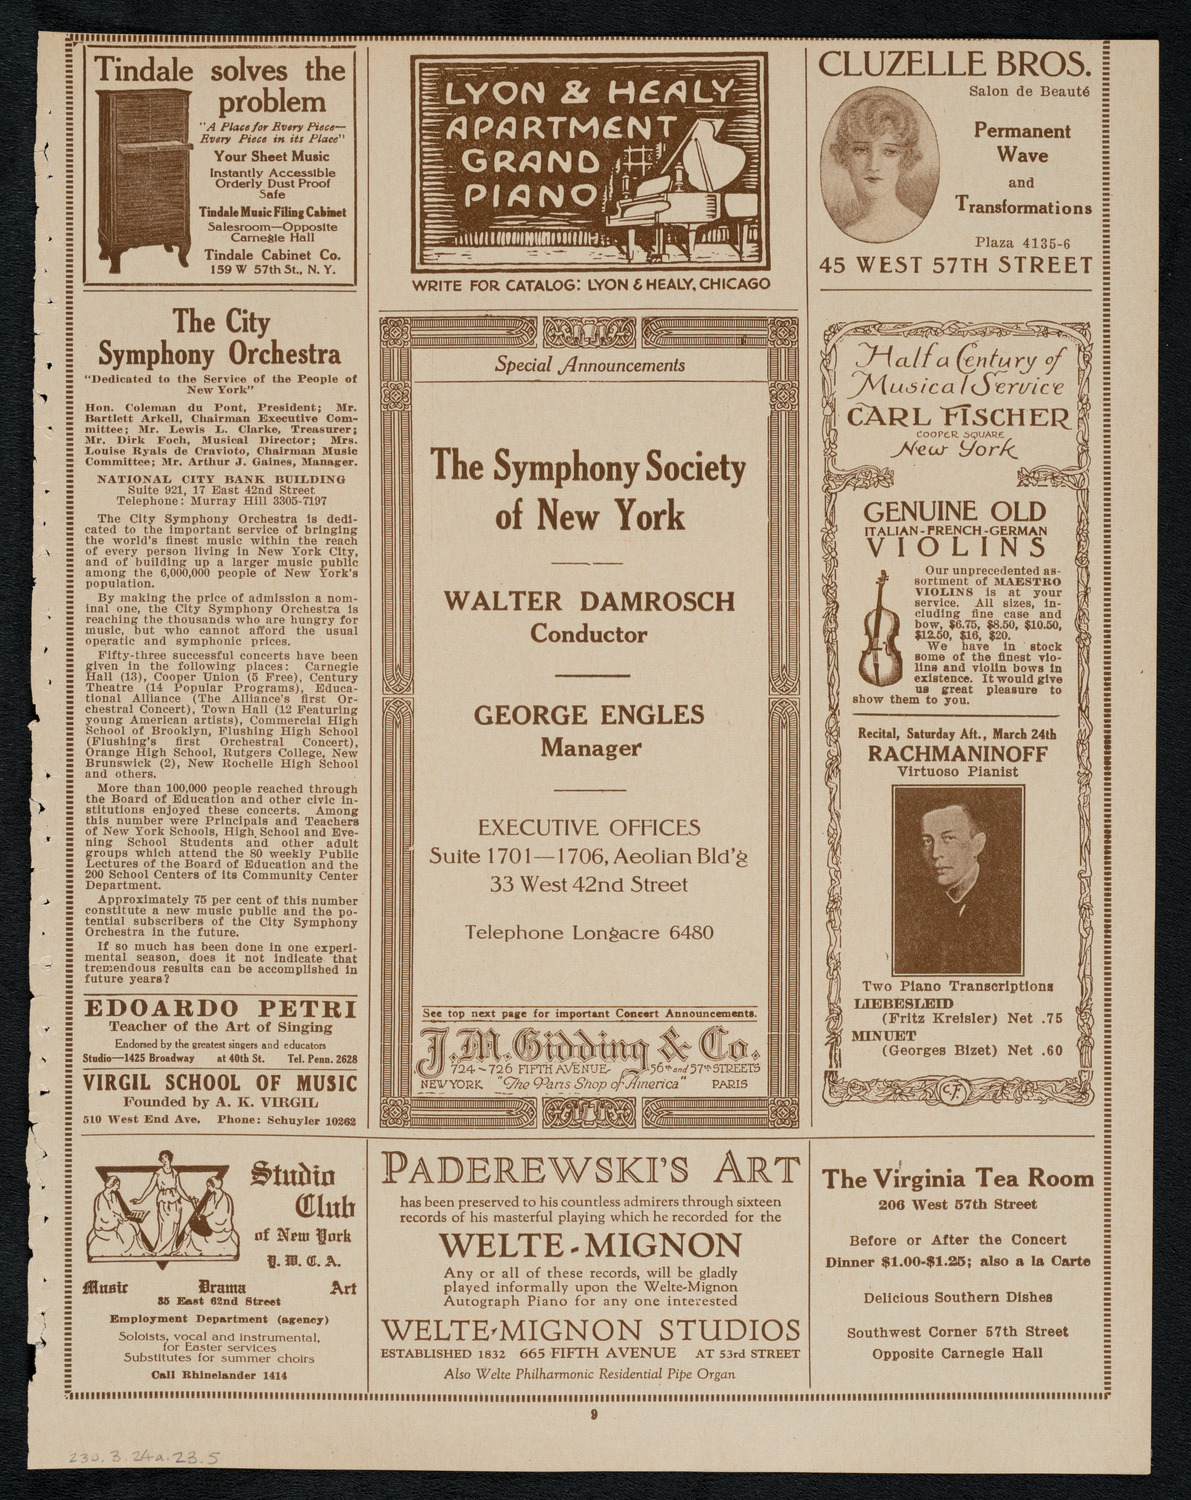 Tindale solves the
problem
"A Place for Every Piece—
Every Piece in its Place"
Your Sheet Music
Instantly Accessible
Orderly Dust Proof
Safe
Tindale Music Filing Cabinet
Salesroom—Opposite
Carnegie Hall
Tindale Cabinet Co.
159 W 57th St., N. Y.
The City
Symphony Orchestra
"Dedicated to the Service of the People of
New York"
Hon. Coleman du Pont, President; Mr.
Bartlett Arkell, Chairman Executive Com-
mittee; Mr. Lewis L. Clarke, Treasurer;
Mr. Dirk Foch, Musical Director; Mrs.
Louise Ryals de Cravioto, Chairman Music
Committee; Mr. Arthur J. Gaines, Manager.
NATIONAL CITY BANK BUILDING
Suite 921, 17 East 42nd Street
Telephone: Murray Hill 3305-7197
The City Symphony Orchestra is dedi-
cated to the important service of bringing
the world's finest music within the reach
of every person living in New York City,
and of building up a larger music public
among the 6,000,000 people of New York's
population.
By making the price of admission a nom-
inal one, the City Symphony Orchestra is
reaching the thousands who are hungry for
music, but who cannot afford the usual
operatic and symphonic prices.
Fifty-three successful concerts have been
given in the following places: Carnegie
Hall (13), Cooper Union (5 Free), Century
Theatre (14 Popular Programs), Educa-
tional Alliance (The Alliance's first Or-
chestral Concert), Town Hall (12 Featuring
young American artists), Commercial High
School of Brooklyn, Flushing High School
(Flushing's first Orchestral Concert),
Orange High School, Rutgers College, New
Brunswick (2), New Rochelle High School
and others.
More than 100,000 people reached through
the Board of Education and other civic in-
stitutions enjoyed these concerts. Among
this number were Principals and Teachers
of New York Schools, High School and Eve-
ning School Students and other adult
groups which attend the 80 weekly Public
Lectures of the Board of Education and the
200 School Centers of its Community Center
Department.
Approximately 75 per cent of this number
constitute a new music public and the po-
tential subscribers of the City Symphony
Orchestra in the future.
If so much has been done in one experi-
mental season, does it not indicate that
tremendous results can be accomplished in
future years?
EDOARDO PETRI
Teacher of the Art of Singing
Endorsed by the greatest singers and educators
Studio—1425 Broadway at 40th St. Tel. Penn. 2628
VIRGIL SCHOOL OF MUSIC
Founded by A. K. VIRGIL
510 West End Ave. Phone: Schuyler 10262
LYON & HEALY
APARTMENT
GRAND
PIANO
WRITE FOR CATALOG: LYON & HEALY, CHICAGO
Special Announcements
The Symphony Society
of New York
WALTER DAMROSCH
Conductor
GEORGE ENGLES
Manager
EXECUTIVE OFFICES
Suite 1701—1706, Aeolian Bld'g
33 West 42nd Street
Telephone Longacre 6480
See top next page for important Concert Announcements.
J. M. Gidding & Co.
724-726 FIFTH AVENUE 56th and 57th STREETS
NEW YORK "The Paris Shop of America" PARIS
CLUZELLE BROS.
Salon de Beauté
Permanent
Wave
and
Transformations
Plaza 4135-6
45 WEST 57TH STREET
Half a Century of
Musical Service
CARL FISCHER
COOPER SQUARE
New York
GENUINE OLD
ITALIAN-FRENCH-GERMAN
VIOLINS
Our unprecedented as-
sortment of MAESTRO
VIOLINS is at your
service. All sizes, in-
cluding fine case and
bow, $6.75, $8.50, $10.50,
$12.50, $16, $20.
We have in stock
some of the finest vio-
lins and violin bows in
existence. It would give
us great pleasure to
show them to you.
Recital, Saturday Aft., March 24th
RACHMANINOFF
Virtuoso Pianist
Two Piano Transcriptions
LIEBESLEID
(Fritz Kreisler) Net .75
MINUET
(Georges Bizet) Net .60
C.F.
Studio
Club
of New York
Y. W. C. A.
Music Drama Art
35 East 62nd Street
Employment Department (agency)
Soloists, vocal and instrumental,
for Easter services
Substitutes for summer choirs
Call Rhinelander 1414
PADEREWSKI'S ART
has been preserved to his countless admirers through sixteen
records of his masterful playing which he recorded for the
WELTE-MIGNON
Any or all of these records, will be gladly
played informally upon the Welte-Mignon
Autograph Piano for any one interested
WELTE-MIGNON STUDIOS
ESTABLISHED 1832 665 FIFTH AVENUE AT 53rd STREET
Also Welte Philharmonic Residential Pipe Organ
The Virginia Tea Room
206 West 57th Street
Before or After the Concert
Dinner $1.00-$1.25; also a la Carte
Delicious Southern Dishes
Southwest Corner 57th Street
Opposite Carnegie Hall
9
230.3.24a.23.5